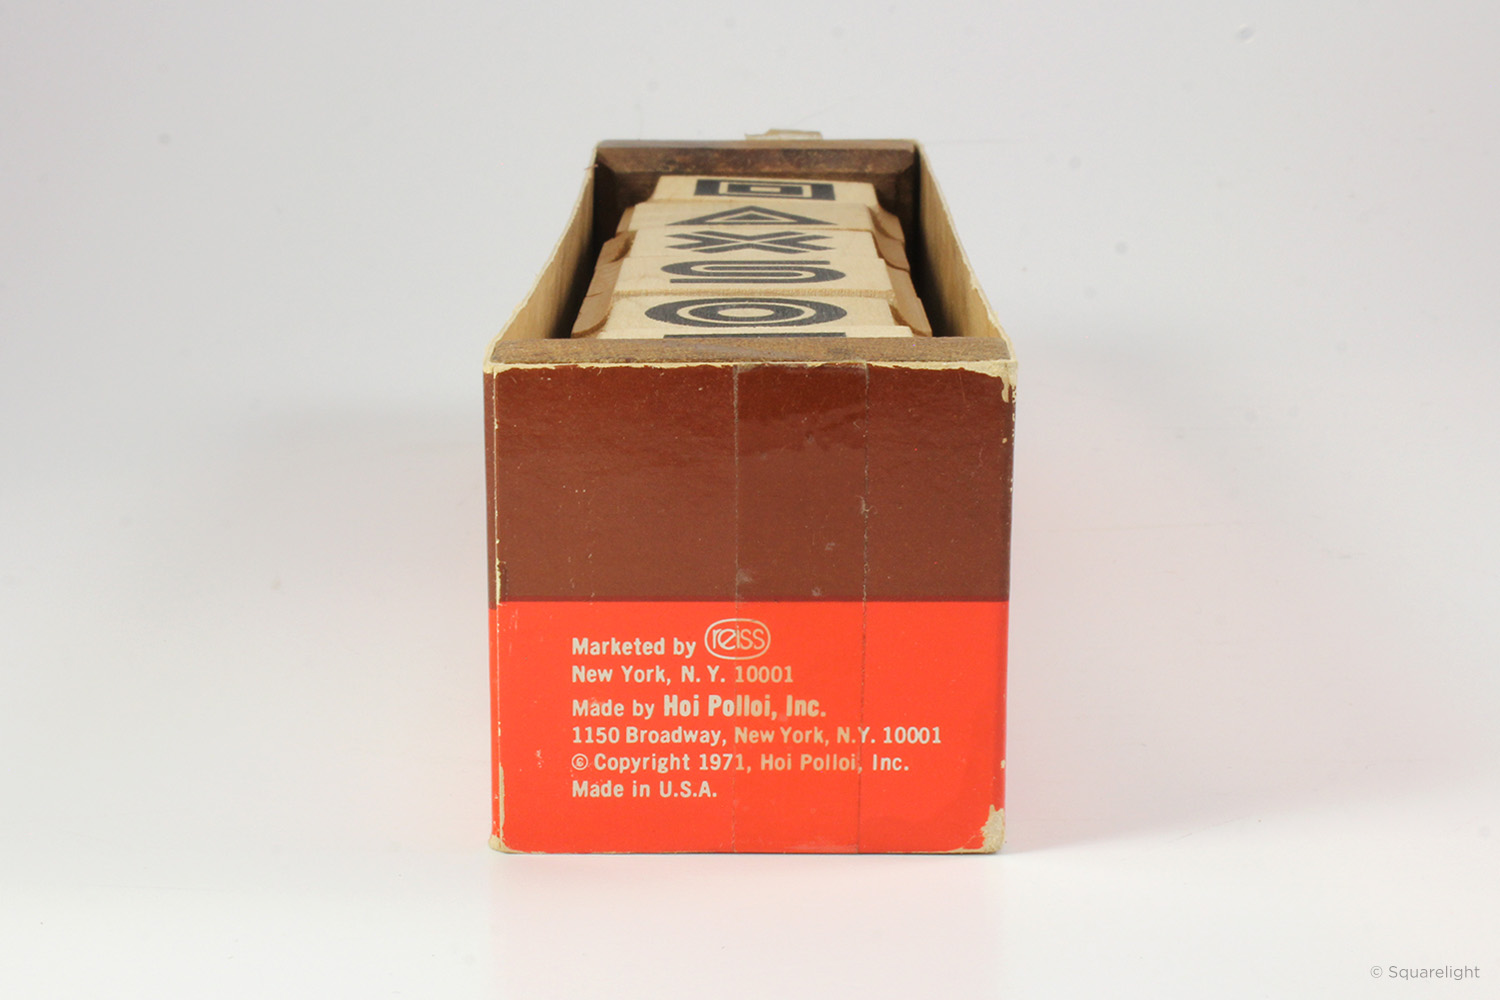 Marketed by reiss
New York, N.Y. 10001
Made by Hoi Polloi, Inc.
1150 Broadway, New York, N.Y. 10001
© Copyright 1971, Hoi Polloi, Inc.
Made in U.S.A.
© Squarelight